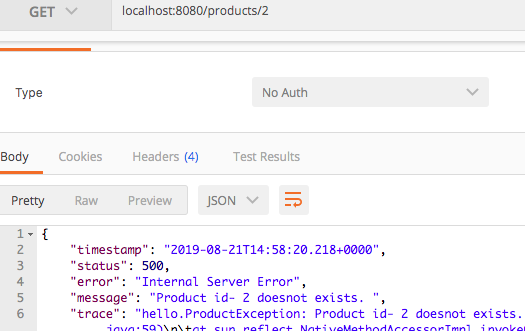 GET localhost:8080/products/2
Type No Auth
Body Cookies Headers (4) Test Results
Pretty Raw Preview JSON
1 {
2 "timestamp": "2019-08-21T14:58:20.218+0000",
3 "status": 500,
4 "error": "Internal Server Error",
5 "message": "Product id- 2 doesnot exists. ",
6 "trace": "hello.ProductException: Product id- 2 doesnot exists.
java:59)\n\tat sun.reflect.NativeMethodAccessorImpl.invoke